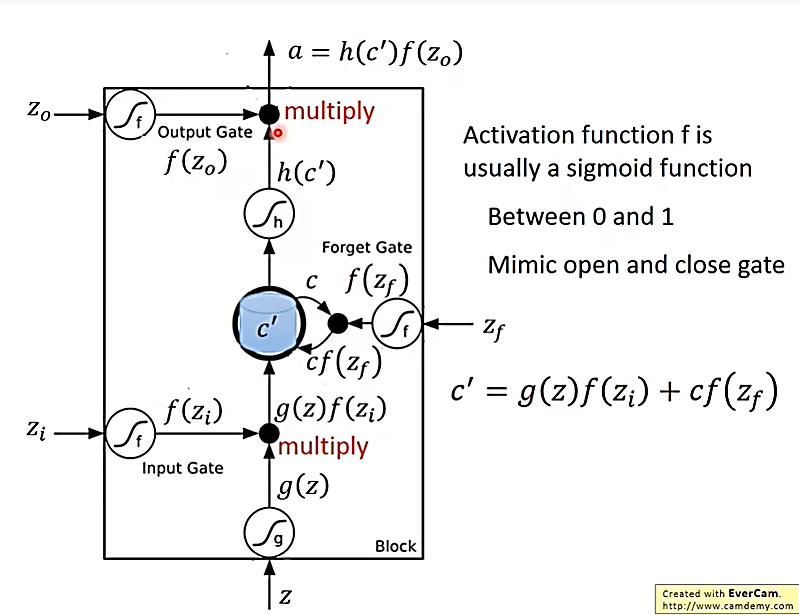 a = h(c′)f(z_o)
z_o
f
multiply
Output Gate
f(z_o)
h(c′)
h
Activation function f is
usually a sigmoid function
Between 0 and 1
Mimic open and close gate
Forget Gate
c
f(z_f)
c′
f
z_f
cf(z_f)
c′ = g(z)f(z_i) + cf(z_f)
z_i
f
f(z_i)
g(z)f(z_i)
multiply
Input Gate
g(z)
g
Block
z
Created with EverCam.
http://www.camdemy.com